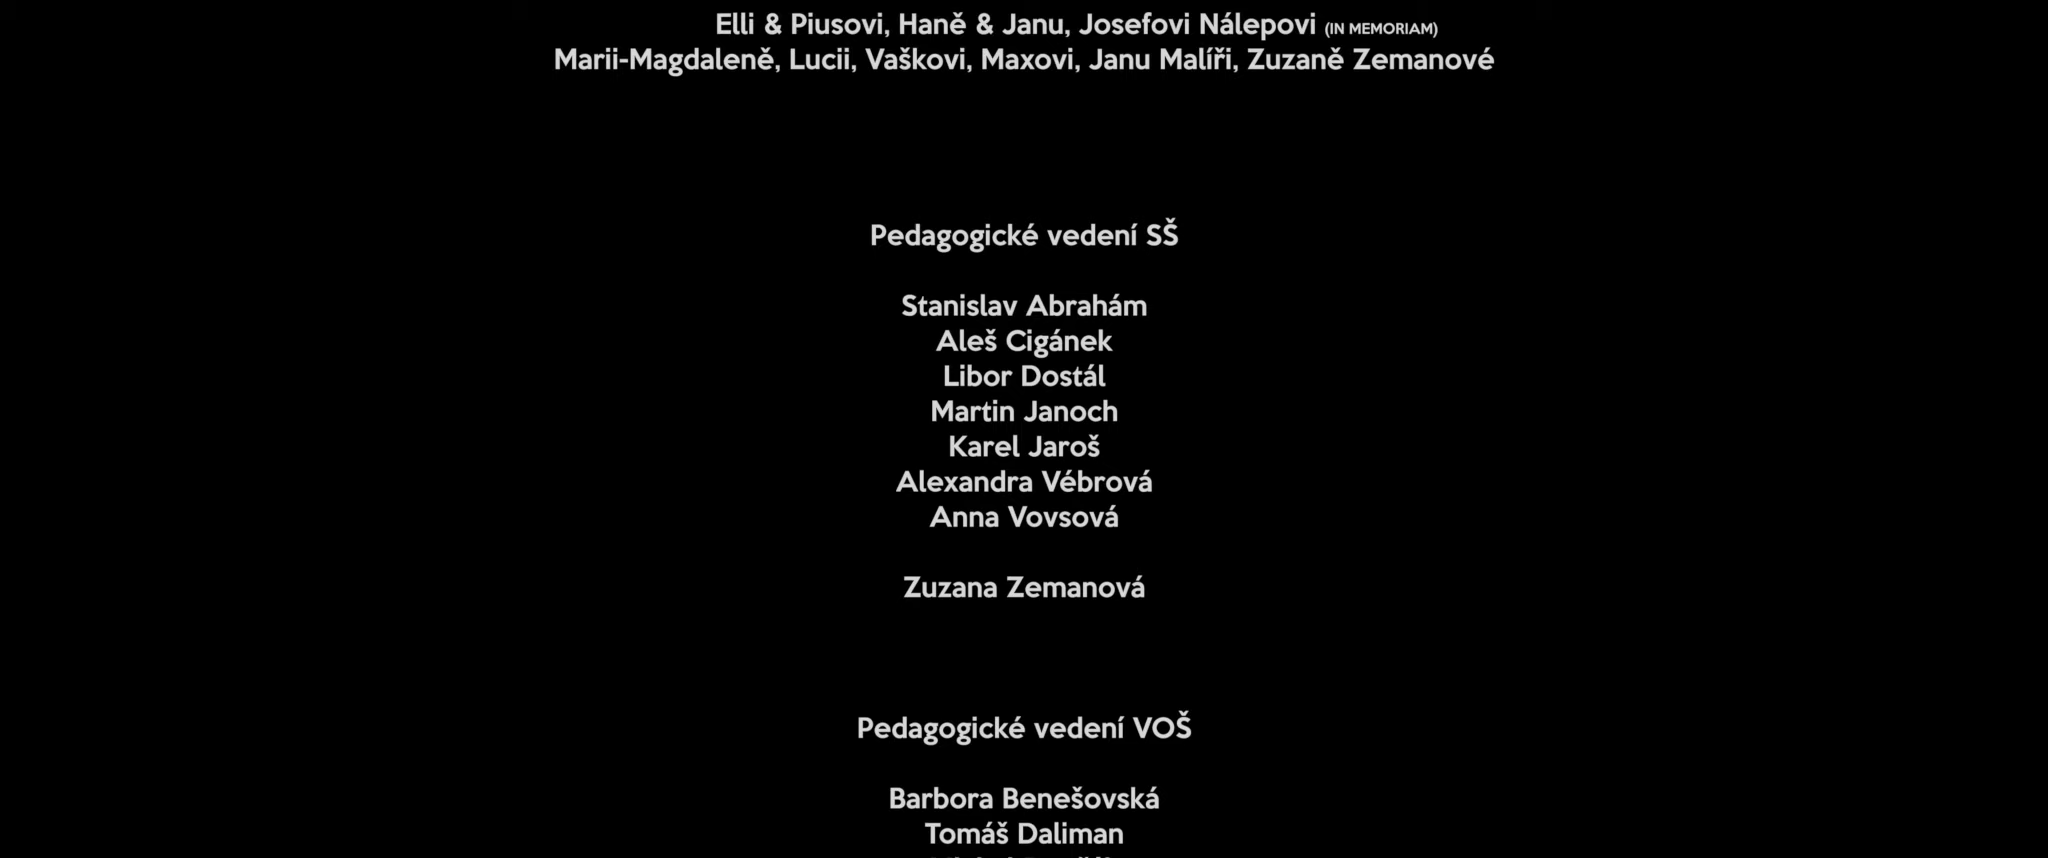 Elli & Piusovi, Haně & Janu, Josefovi Nálepovi (IN MEMORIAM)
Marii-Magdaleně, Lucii, Vaškovi, Maxovi, Janu Malíři, Zuzaně Zemanové
Pedagogické vedení SŠ
Stanislav Abrahám
Aleš Cigánek
Libor Dostál
Martin Janoch
Karel Jaroš
Alexandra Vébrová
Anna Vovsová
Zuzana Zemanová
Pedagogické vedení VOŠ
Barbora Benešovská
Tomáš Daliman